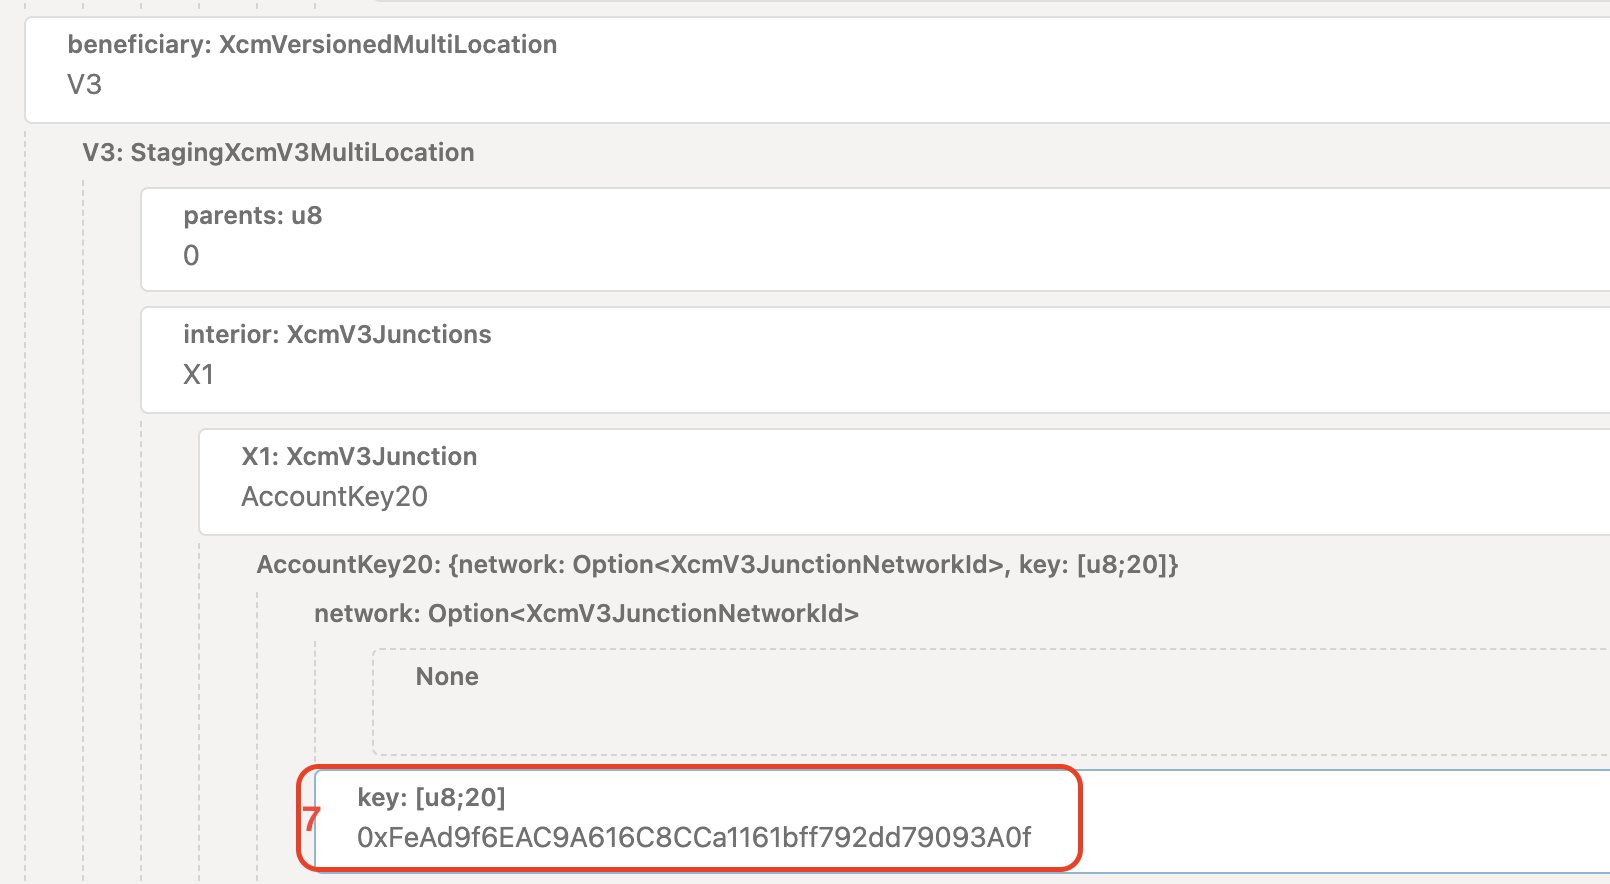 beneficiary: XcmVersionedMultiLocation
V3
V3: StagingXcmV3MultiLocation
parents: u8
0
interior: XcmV3Junctions
X1
X1: XcmV3Junction
AccountKey20
AccountKey20: {network: Option<XcmV3JunctionNetworkId>, key: [u8;20]}
network: Option<XcmV3JunctionNetworkId>
None
key: [u8;20]
7
0xFeAd9f6EAC9A616C8CCa1161bff792dd79093A0f